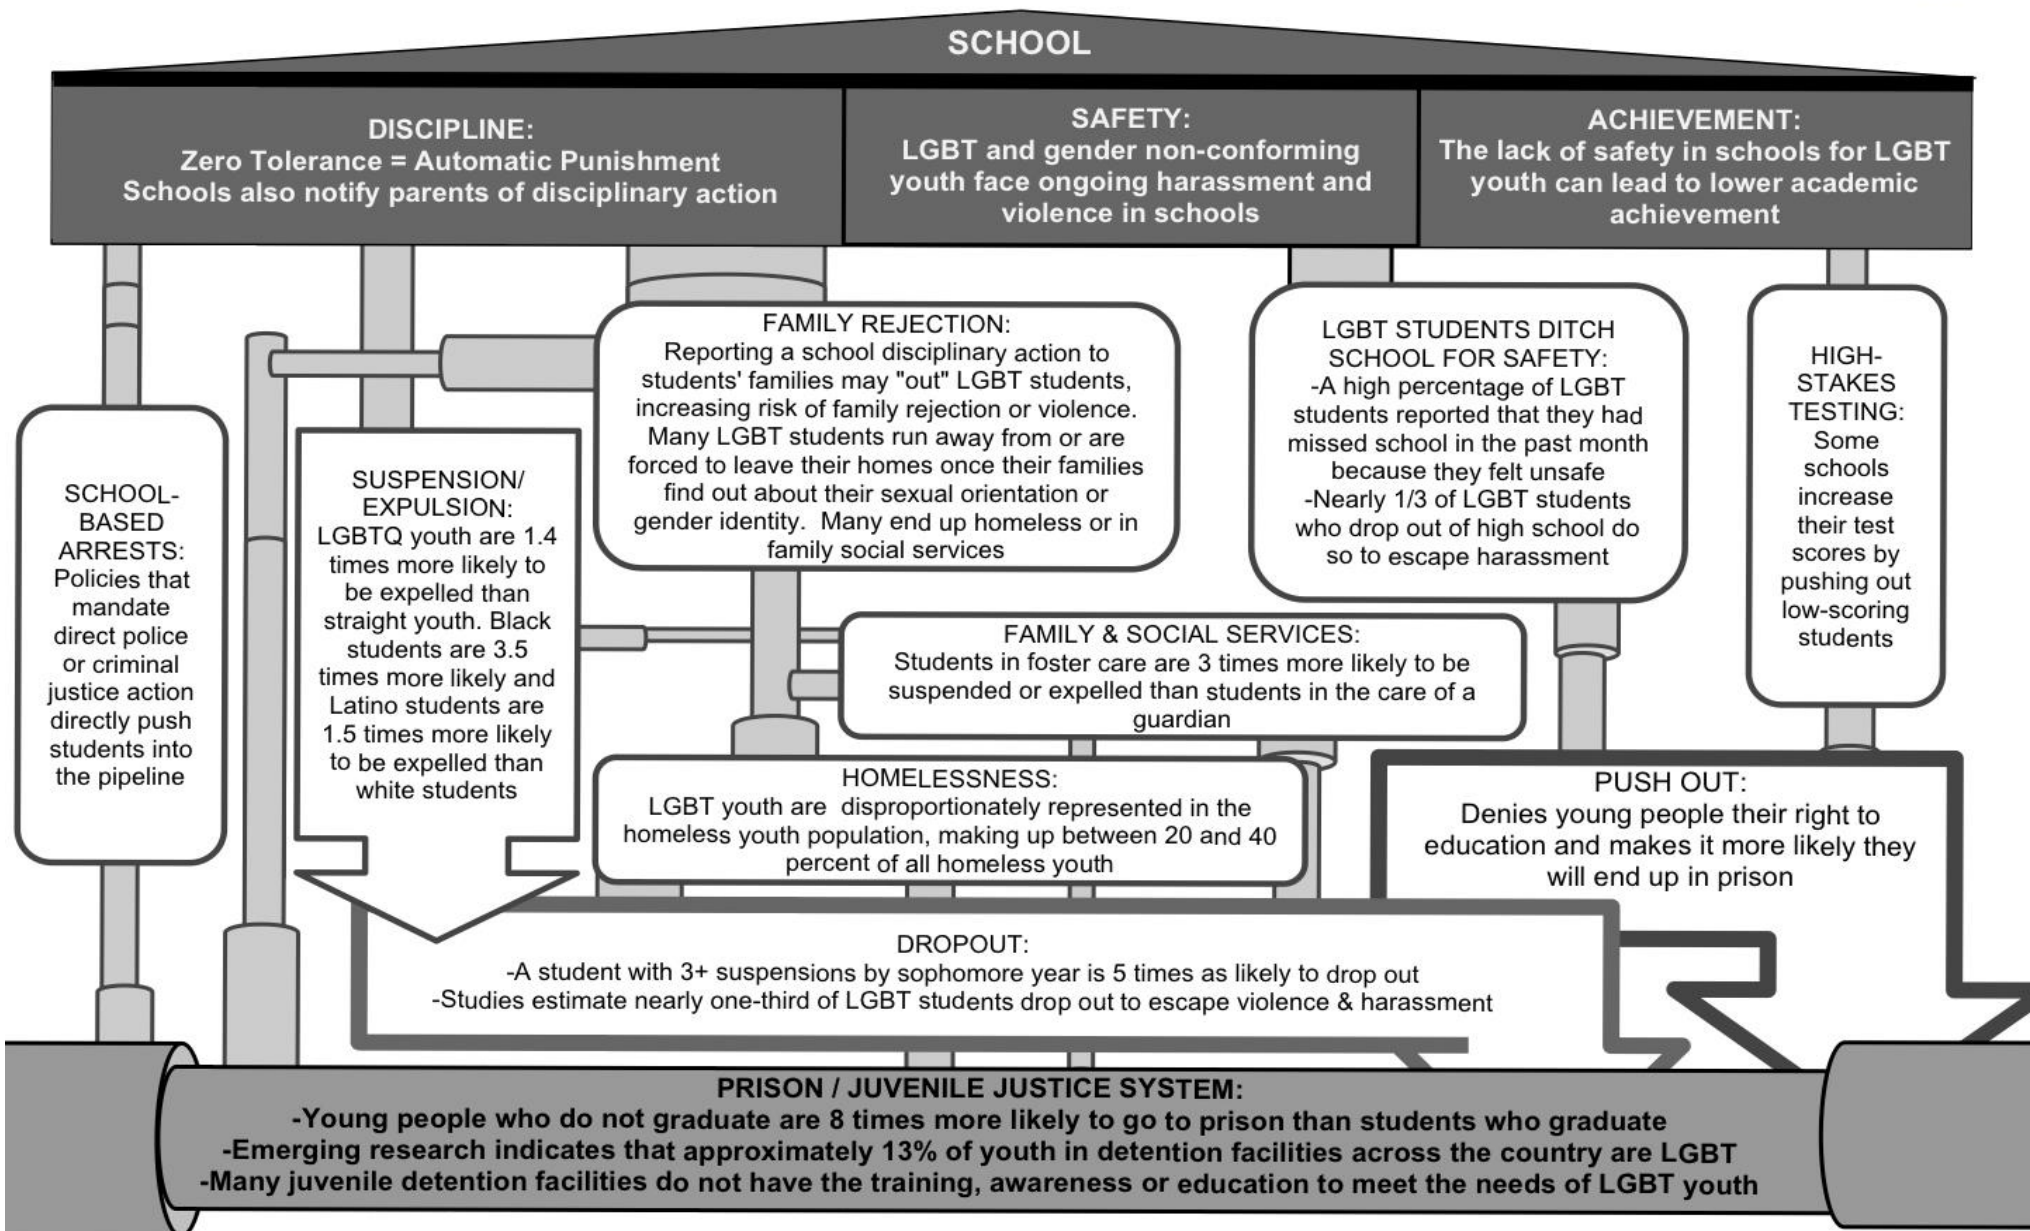 SCHOOL
DISCIPLINE:
Zero Tolerance = Automatic Punishment
Schools also notify parents of disciplinary action
SAFETY:
LGBT and gender non-conforming
youth face ongoing harassment and
violence in schools
ACHIEVEMENT:
The lack of safety in schools for LGBT
youth can lead to lower academic
achievement
SCHOOL-
BASED
ARRESTS:
Policies that
mandate
direct police
or criminal
justice action
directly push
students into
the pipeline
SUSPENSION/
EXPULSION:
LGBTQ youth are 1.4
times more likely to
be expelled than
straight youth. Black
students are 3.5
times more likely and
Latino students are
1.5 times more likely
to be expelled than
white students
FAMILY REJECTION:
Reporting a school disciplinary action to
students' families may "out" LGBT students,
increasing risk of family rejection or violence.
Many LGBT students run away from or are
forced to leave their homes once their families
find out about their sexual orientation or
gender identity.  Many end up homeless or in
family social services
LGBT STUDENTS DITCH
SCHOOL FOR SAFETY:
-A high percentage of LGBT
students reported that they had
missed school in the past month
because they felt unsafe
-Nearly 1/3 of LGBT students
who drop out of high school do
so to escape harassment
HIGH-
STAKES
TESTING:
Some
schools
increase
their test
scores by
pushing out
low-scoring
students
FAMILY & SOCIAL SERVICES:
Students in foster care are 3 times more likely to be
suspended or expelled than students in the care of a
guardian
HOMELESSNESS:
LGBT youth are  disproportionately represented in the
homeless youth population, making up between 20 and 40
percent of all homeless youth
PUSH OUT:
Denies young people their right to
education and makes it more likely they
will end up in prison
DROPOUT:
-A student with 3+ suspensions by sophomore year is 5 times as likely to drop out
-Studies estimate nearly one-third of LGBT students drop out to escape violence & harassment
PRISON / JUVENILE JUSTICE SYSTEM:
-Young people who do not graduate are 8 times more likely to go to prison than students who graduate
-Emerging research indicates that approximately 13% of youth in detention facilities across the country are LGBT
-Many juvenile detention facilities do not have the training, awareness or education to meet the needs of LGBT youth